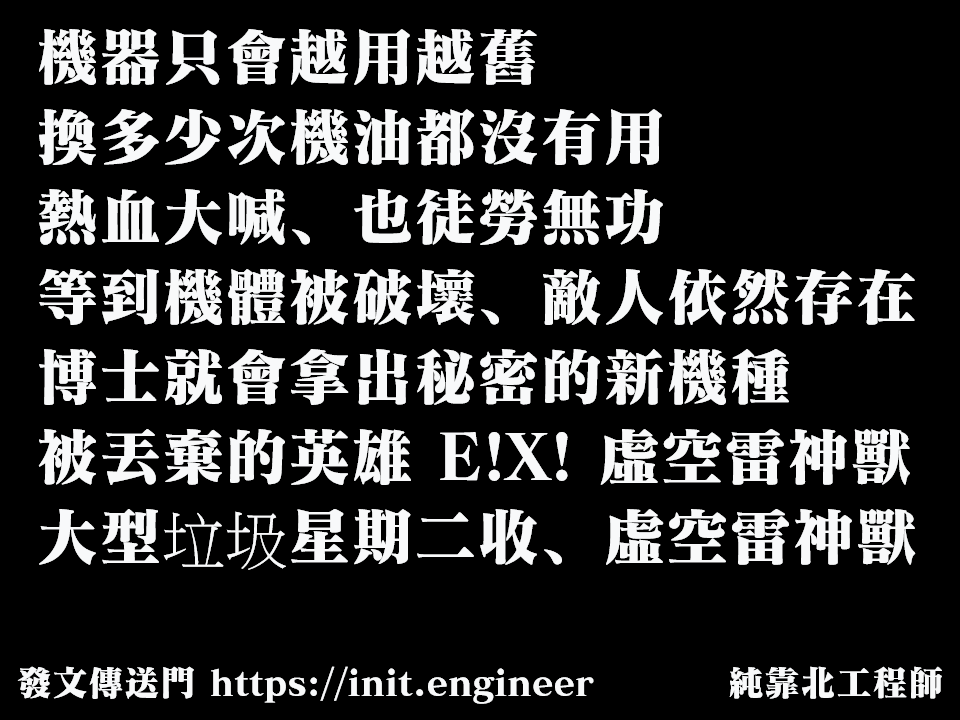 機器只會越用越舊
換多少次機油都沒有用
熱血大喊、也徒勞無功
等到機體被破壞、敵人依然存在
博士就會拿出秘密的新機種
被丟棄的英雄 E!X! 虛空雷神獸
大型垃圾星期二收、虛空雷神獸
發文傳送門 https://init.engineer 純靠北工程師